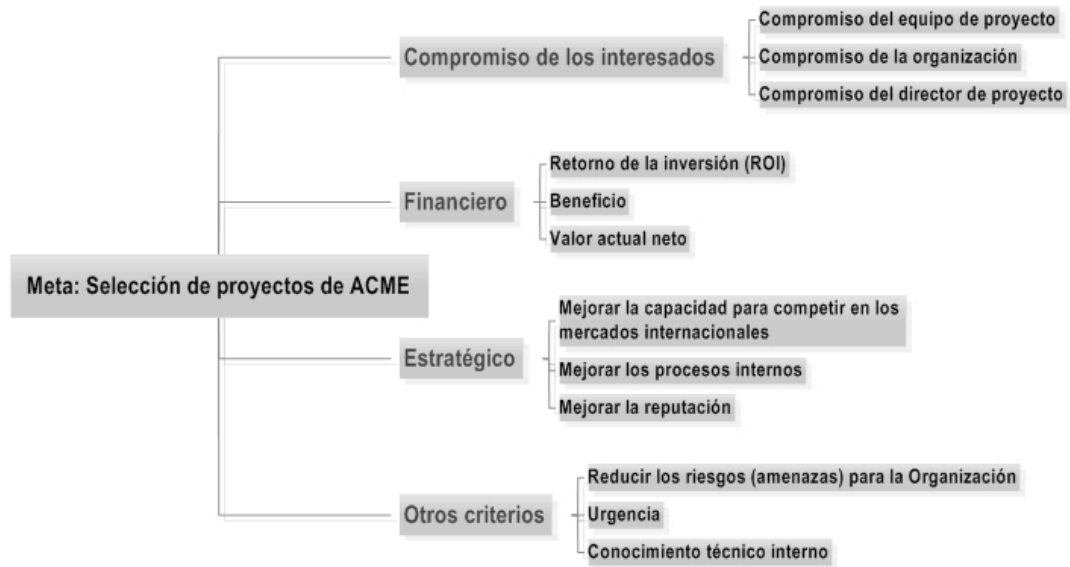 Compromiso de los interesados
Compromiso del equipo de proyecto
Compromiso de la organización
Compromiso del director de proyecto
Financiero
Retorno de la inversión (ROI)
Beneficio
Valor actual neto
Meta: Selección de proyectos de ACME
Estratégico
Mejorar la capacidad para competir en los
mercados internacionales
Mejorar los procesos internos
Mejorar la reputación
Otros criterios
Reducir los riesgos (amenazas) para la Organización
Urgencia
Conocimiento técnico interno